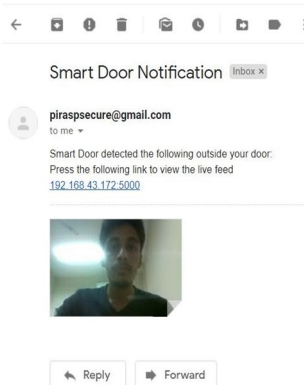 Smart Door Notification Inbox ×
piraspsecure@gmail.com
to me
Smart Door detected the following outside your door:
Press the following link to view the live feed
192.168.43.172:5000
Reply Forward